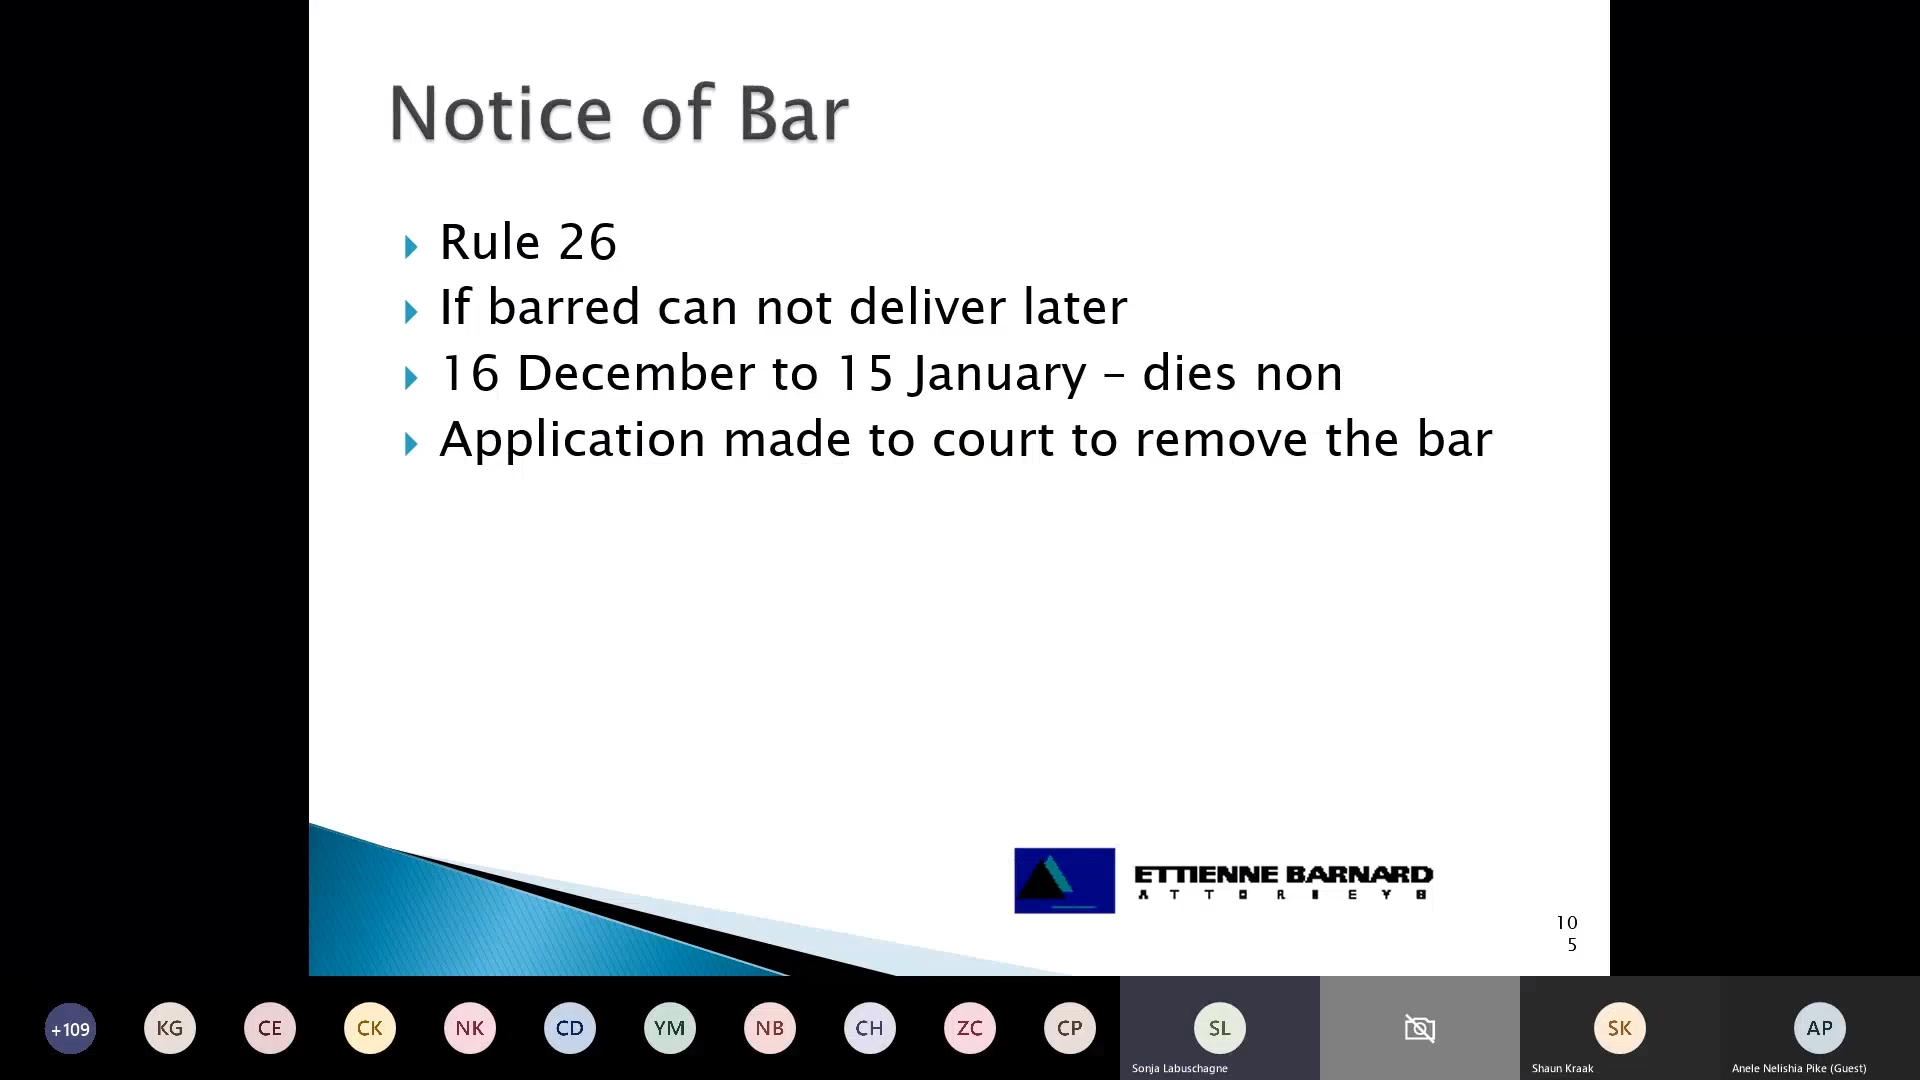 Notice of Bar
Rule 26
If barred can not deliver later
16 December to 15 January – dies non
Application made to court to remove the bar
ETTIENNE BARNARD
ATTORNEYS
10
5
+109
KG
CE
CK
NK
CD
YM
NB
CH
ZC
CP
SL
SK
AP
Sonja Labuschagne
Shaun Kraak
Anele Nelishia Pike (Guest)